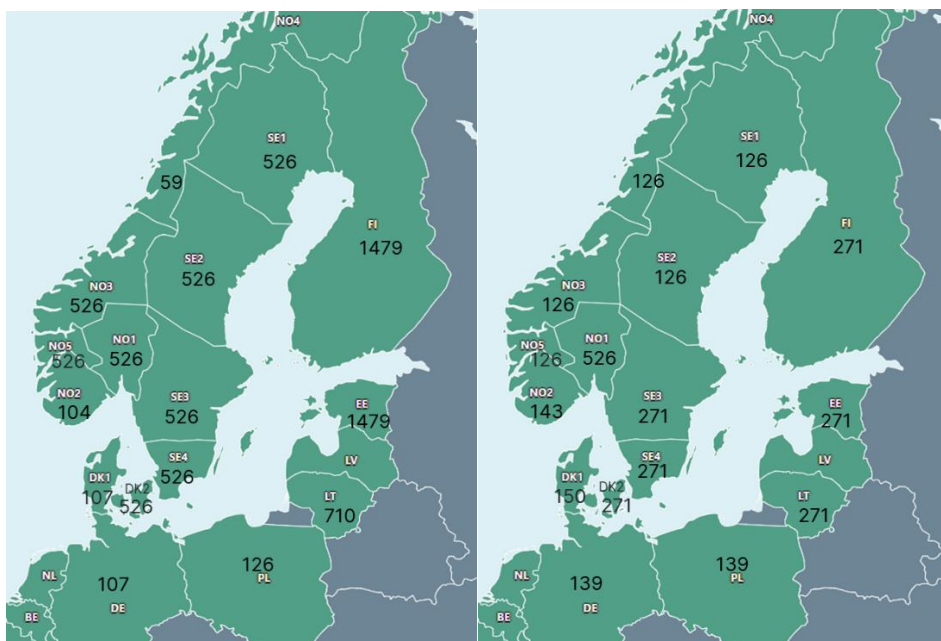 NO4
SE1
526
59
FI
1479
SE2
526
NO3
526
NO5
526
NO1
526
NO2
104
SE3
526
EE
1479
SE4
526
LV
DK1
107
DK2
526
LT
710
126
PL
NL
107
DE
BE
NO4
SE1
126
126
FI
271
SE2
126
NO3
126
NO5
126
NO1
526
NO2
143
SE3
271
EE
271
SE4
271
LV
DK1
150
DK2
271
LT
271
139
PL
NL
139
DE
BE